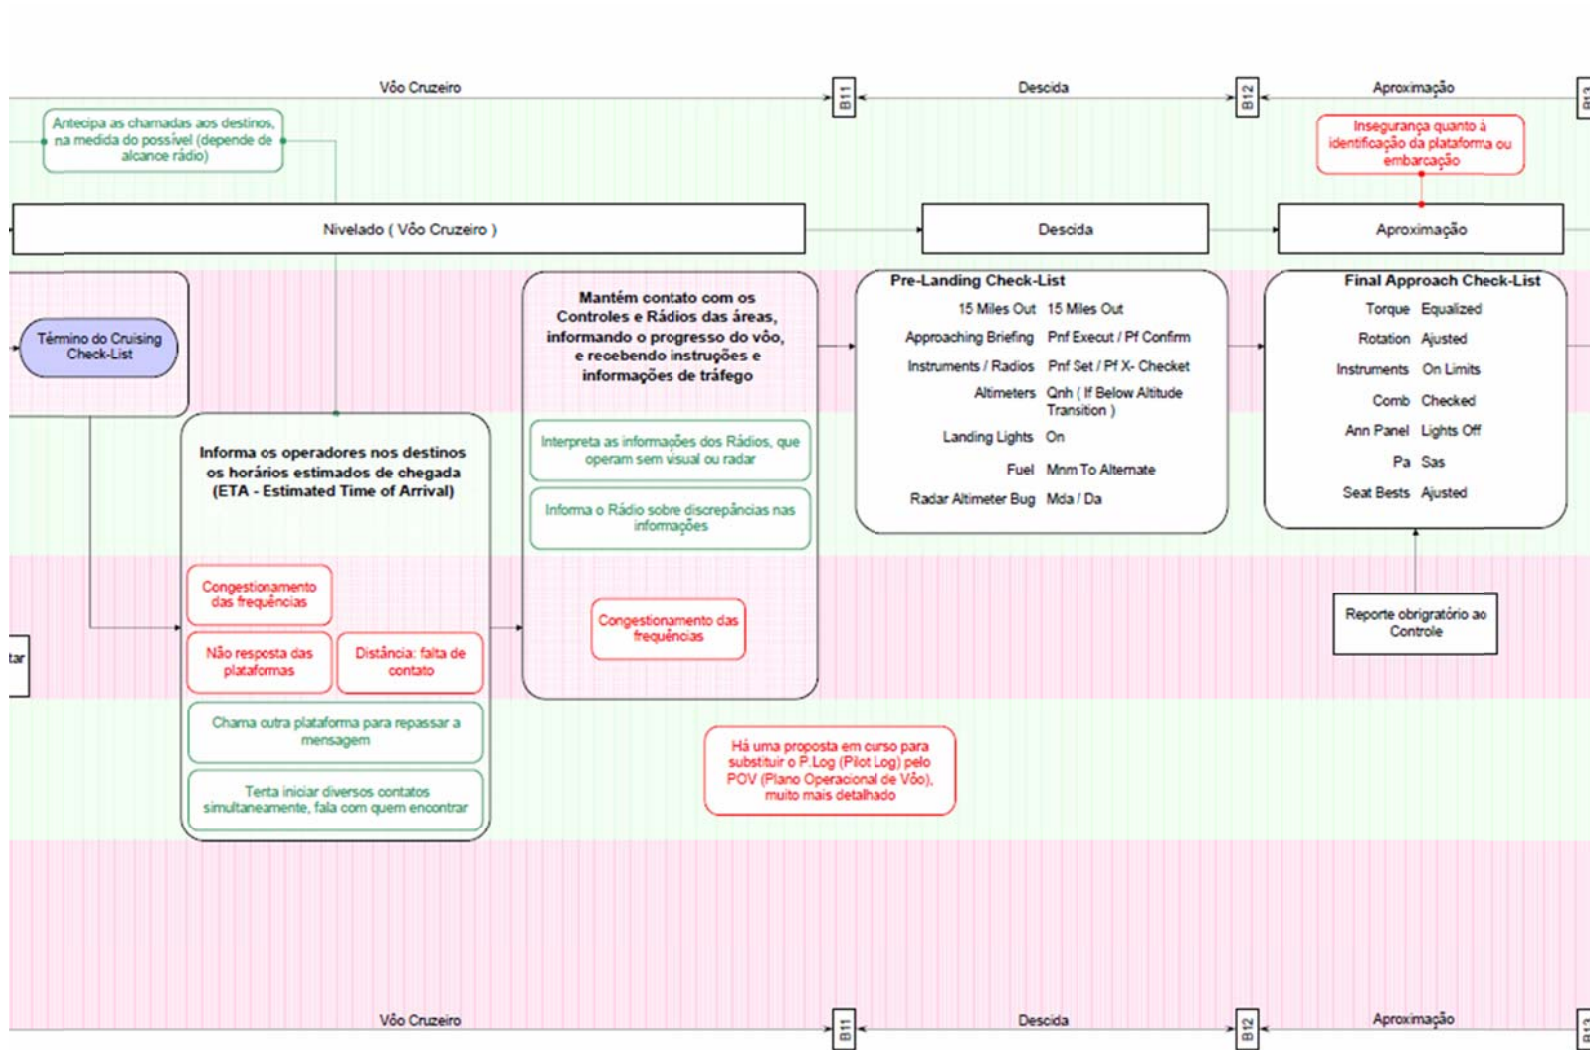 Vôo Cruzeiro
B11
Descida
B12
Aproximação
B13
Antecipa as chamadas aos destinos,
na medida do possível (depende de
alcance rádio)
Insegurança quanto à
identificação da plataforma ou
embarcação
Nivelado ( Vôo Cruzeiro )
Descida
Aproximação
Término do Cruising
Check-List
Informa os operadores nos destinos
os horários estimados de chegada
(ETA - Estimated Time of Arrival)
Congestionamento
das frequências
Não resposta das
plataformas
Distância: falta de
contato
Chama outra plataforma para repassar a
mensagem
Terta iniciar diversos contatos
simultaneamente, fala com quem encontrar
Mantém contato com os
Controles e Rádios das áreas,
informando o progresso do vôo,
e recebendo instruções e
informações de tráfego
Interpreta as informações dos Rádios, que
operam sem visual ou radar
Informa o Rádio sobre discrepâncias nas
informações
Congestionamento das
frequências
Pre-Landing Check-List
15 Miles Out 15 Miles Out
Approaching Briefing Pnf Execut / Pf Confirm
Instruments / Radios Pnf Set / Pf X- Checket
Altimeters Qnh ( If Below Altitude
Transition )
Landing Lights On
Fuel Mnm To Alternate
Radar Altimeter Bug Mda / Da
Final Approach Check-List
Torque Equalized
Rotation Ajusted
Instruments On Limits
Comb Checked
Ann Panel Lights Off
Pa Sas
Seat Bests Ajusted
Reporte obrigratório ao
Controle
tar
Há uma proposta em curso para
substituir o P.Log (Pilot Log) pelo
POV (Plano Operacional de Vôo),
muito mais detalhado
Vôo Cruzeiro
B11
Descida
B12
Aproximação
B13